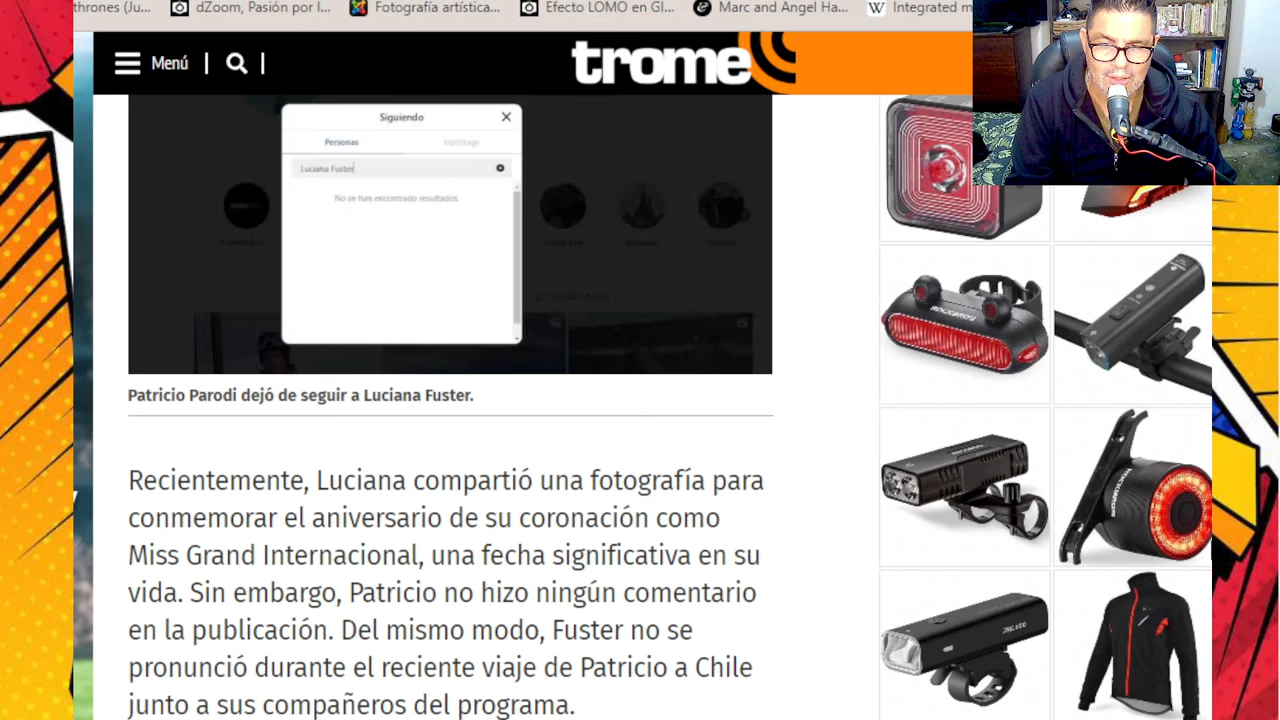 thrones (Ju... dZoom, Pasión por l... Fotografía artística... Efecto LOMO en GI... Marc and Angel Ha... Integrated m
Menú trome
Siguiendo
Personas Hashtags
Luciana Fuster
No se han encontrado resultados.
Patricio Parodi dejó de seguir a Luciana Fuster.
Recientemente, Luciana compartió una fotografía para
conmemorar el aniversario de su coronación como
Miss Grand Internacional, una fecha significativa en su
vida. Sin embargo, Patricio no hizo ningún comentario
en la publicación. Del mismo modo, Fuster no se
pronunció durante el reciente viaje de Patricio a Chile
junto a sus compañeros del programa.